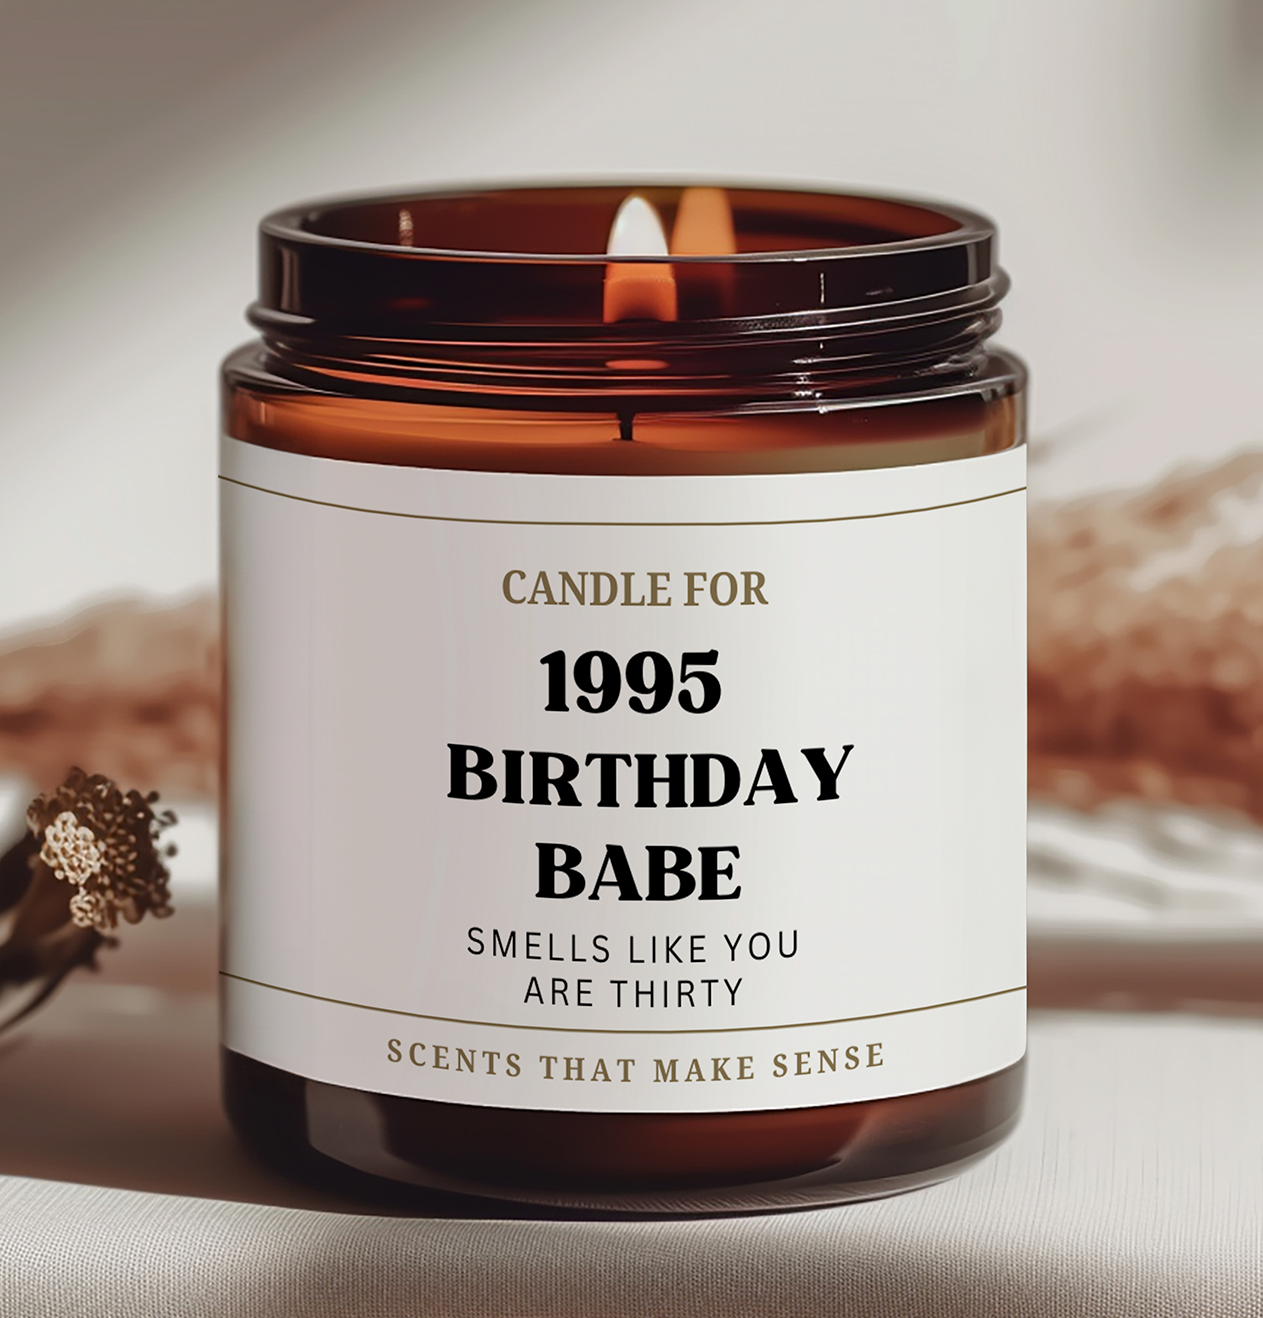 CANDLE FOR
1995
BIRTHDAY
BABE
SMELLS LIKE YOU
ARE THIRTY
SCENTS THAT MAKE SENSE